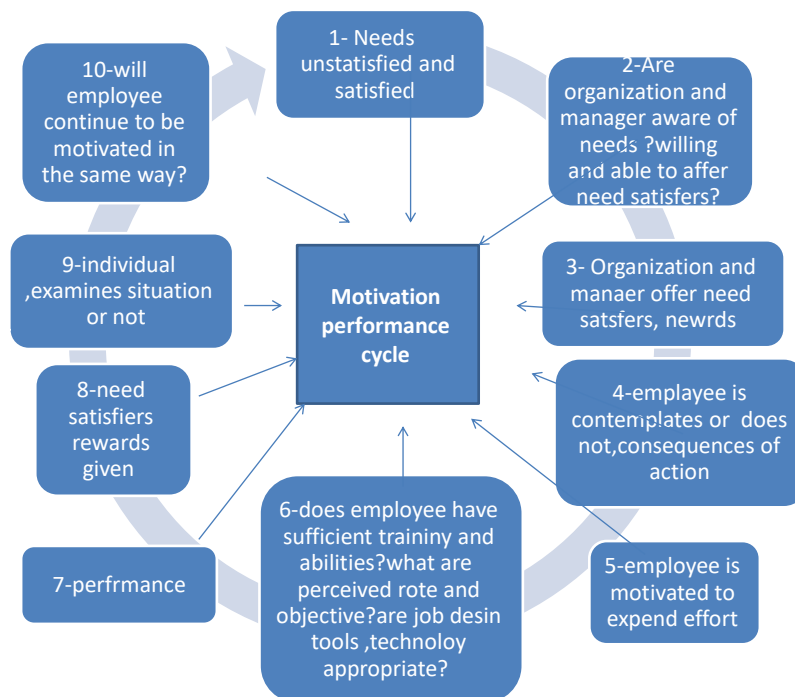 1- Needs
unstatisfied and
satisfied
2-Are
organization and
manager aware of
needs ?willing
and able to affer
need satisfers?
3- Organization and
manaer offer need
satsfers, newrds
4-emplayee is
contemplates or  does
not,consequences of
action
5-employee is
motivated to
expend effort
6-does employee have
sufficient traininy and
abilities?what are
perceived rote and
objective?are job desin
tools ,technoloy
appropriate?
7-perfrmance
8-need
satisfiers
rewards
given
9-individual
,examines situation
or not
10-will
employee
continue to be
motivated in
the same way?
Motivation
performance
cycle